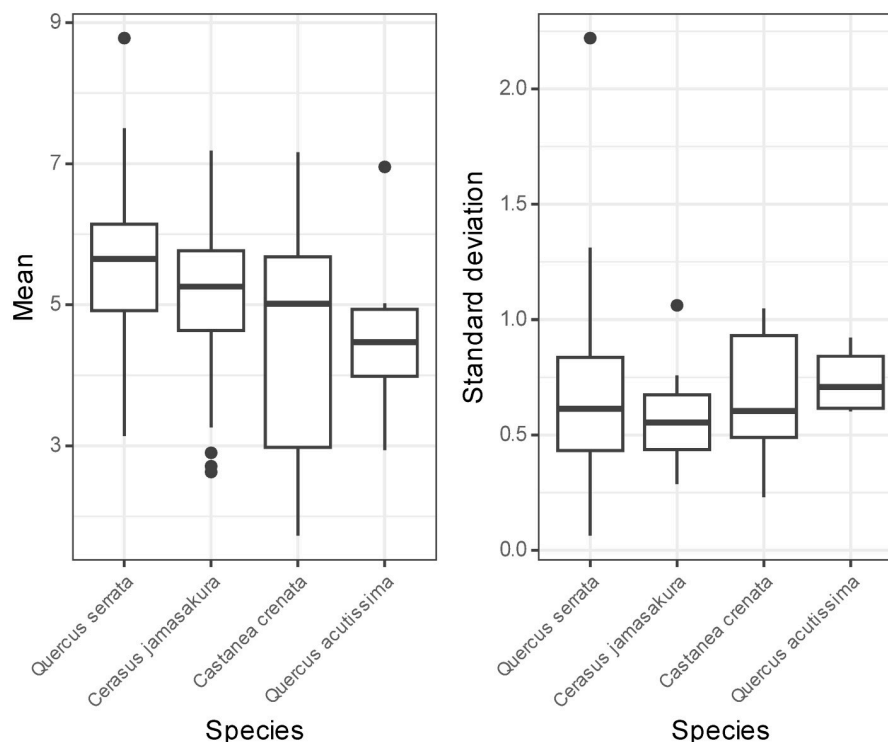 Mean
9
7
5
3
Quercus serrata
Cerasus jamasakura
Castanea crenata
Quercus acutissima
Species
Standard deviation
2.0
1.5
1.0
0.5
0.0
Quercus serrata
Cerasus jamasakura
Castanea crenata
Quercus acutissima
Species